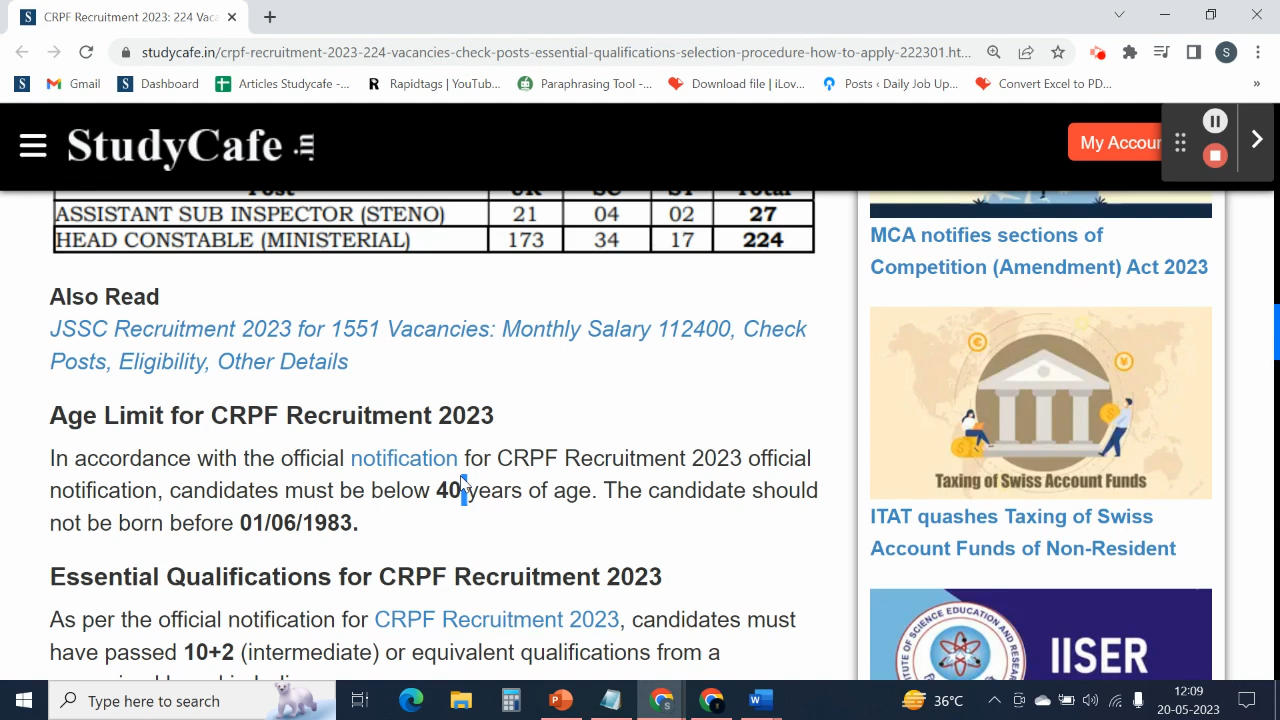 CRPF Recruitment 2023: 224 Vaca
studycafe.in/crpf-recruitment-2023-224-vacancies-check-posts-essential-qualifications-selection-procedure-how-to-apply-222301.ht...
S
Gmail
Dashboard
Articles Studycafe -...
Rapidtags | YouTub...
Paraphrasing Tool -...
Download file | iLov...
Posts ‹ Daily Job Up...
Convert Excel to PD...
»
StudyCafe.in
My Accoun
Post UR SC ST Total
ASSISTANT SUB INSPECTOR (STENO) 21 04 02 27
HEAD CONSTABLE (MINISTERIAL) 173 34 17 224
Also Read
JSSC Recruitment 2023 for 1551 Vacancies: Monthly Salary 112400, Check
Posts, Eligibility, Other Details
Age Limit for CRPF Recruitment 2023
In accordance with the official notification for CRPF Recruitment 2023 official
notification, candidates must be below 40 years of age. The candidate should
not be born before 01/06/1983.
Essential Qualifications for CRPF Recruitment 2023
As per the official notification for CRPF Recruitment 2023, candidates must
have passed 10+2 (intermediate) or equivalent qualifications from a
MCA notifies sections of
Competition (Amendment) Act 2023
Taxing of Swiss Account Funds
ITAT quashes Taxing of Swiss
Account Funds of Non-Resident
IISER
Type here to search
36°C
12:09
20-05-2023